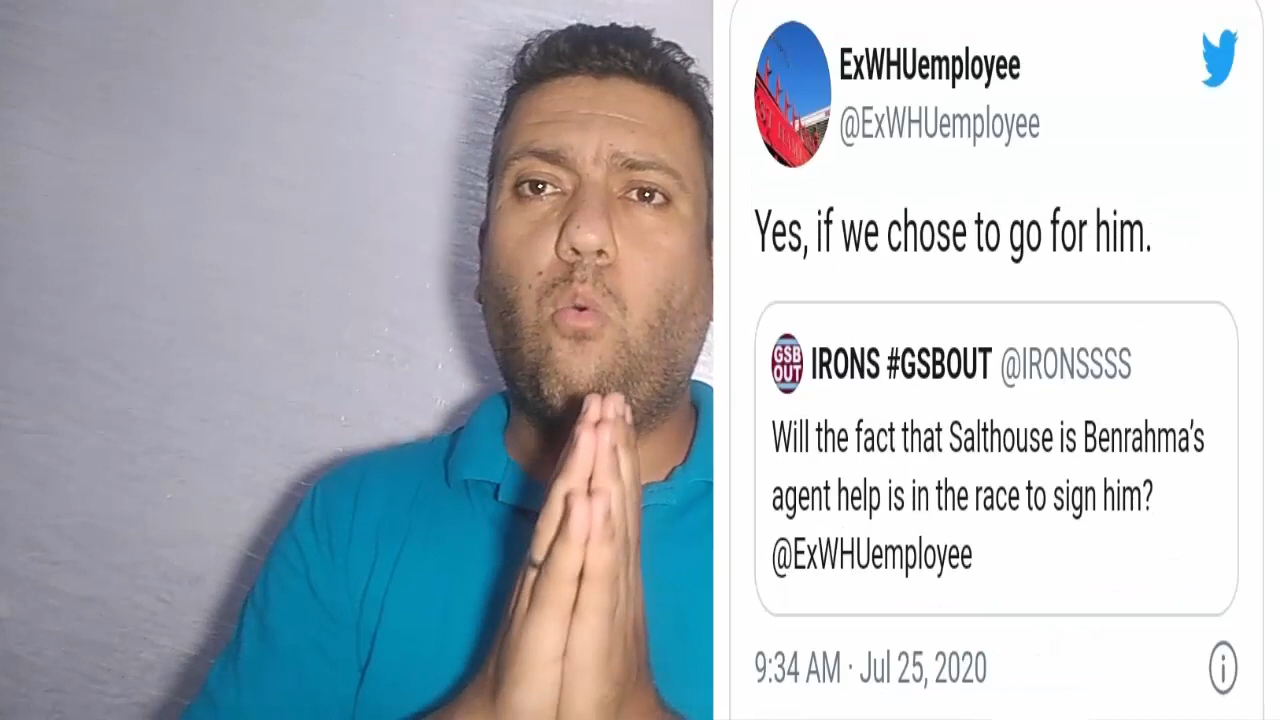 ExWHUemployee
@ExWHUemployee
Yes, if we chose to go for him.
GSB
OUT
IRONS #GSBOUT @IRONSSSS
Will the fact that Salthouse is Benrahma’s
agent help is in the race to sign him?
@ExWHUemployee
9:34 AM · Jul 25, 2020